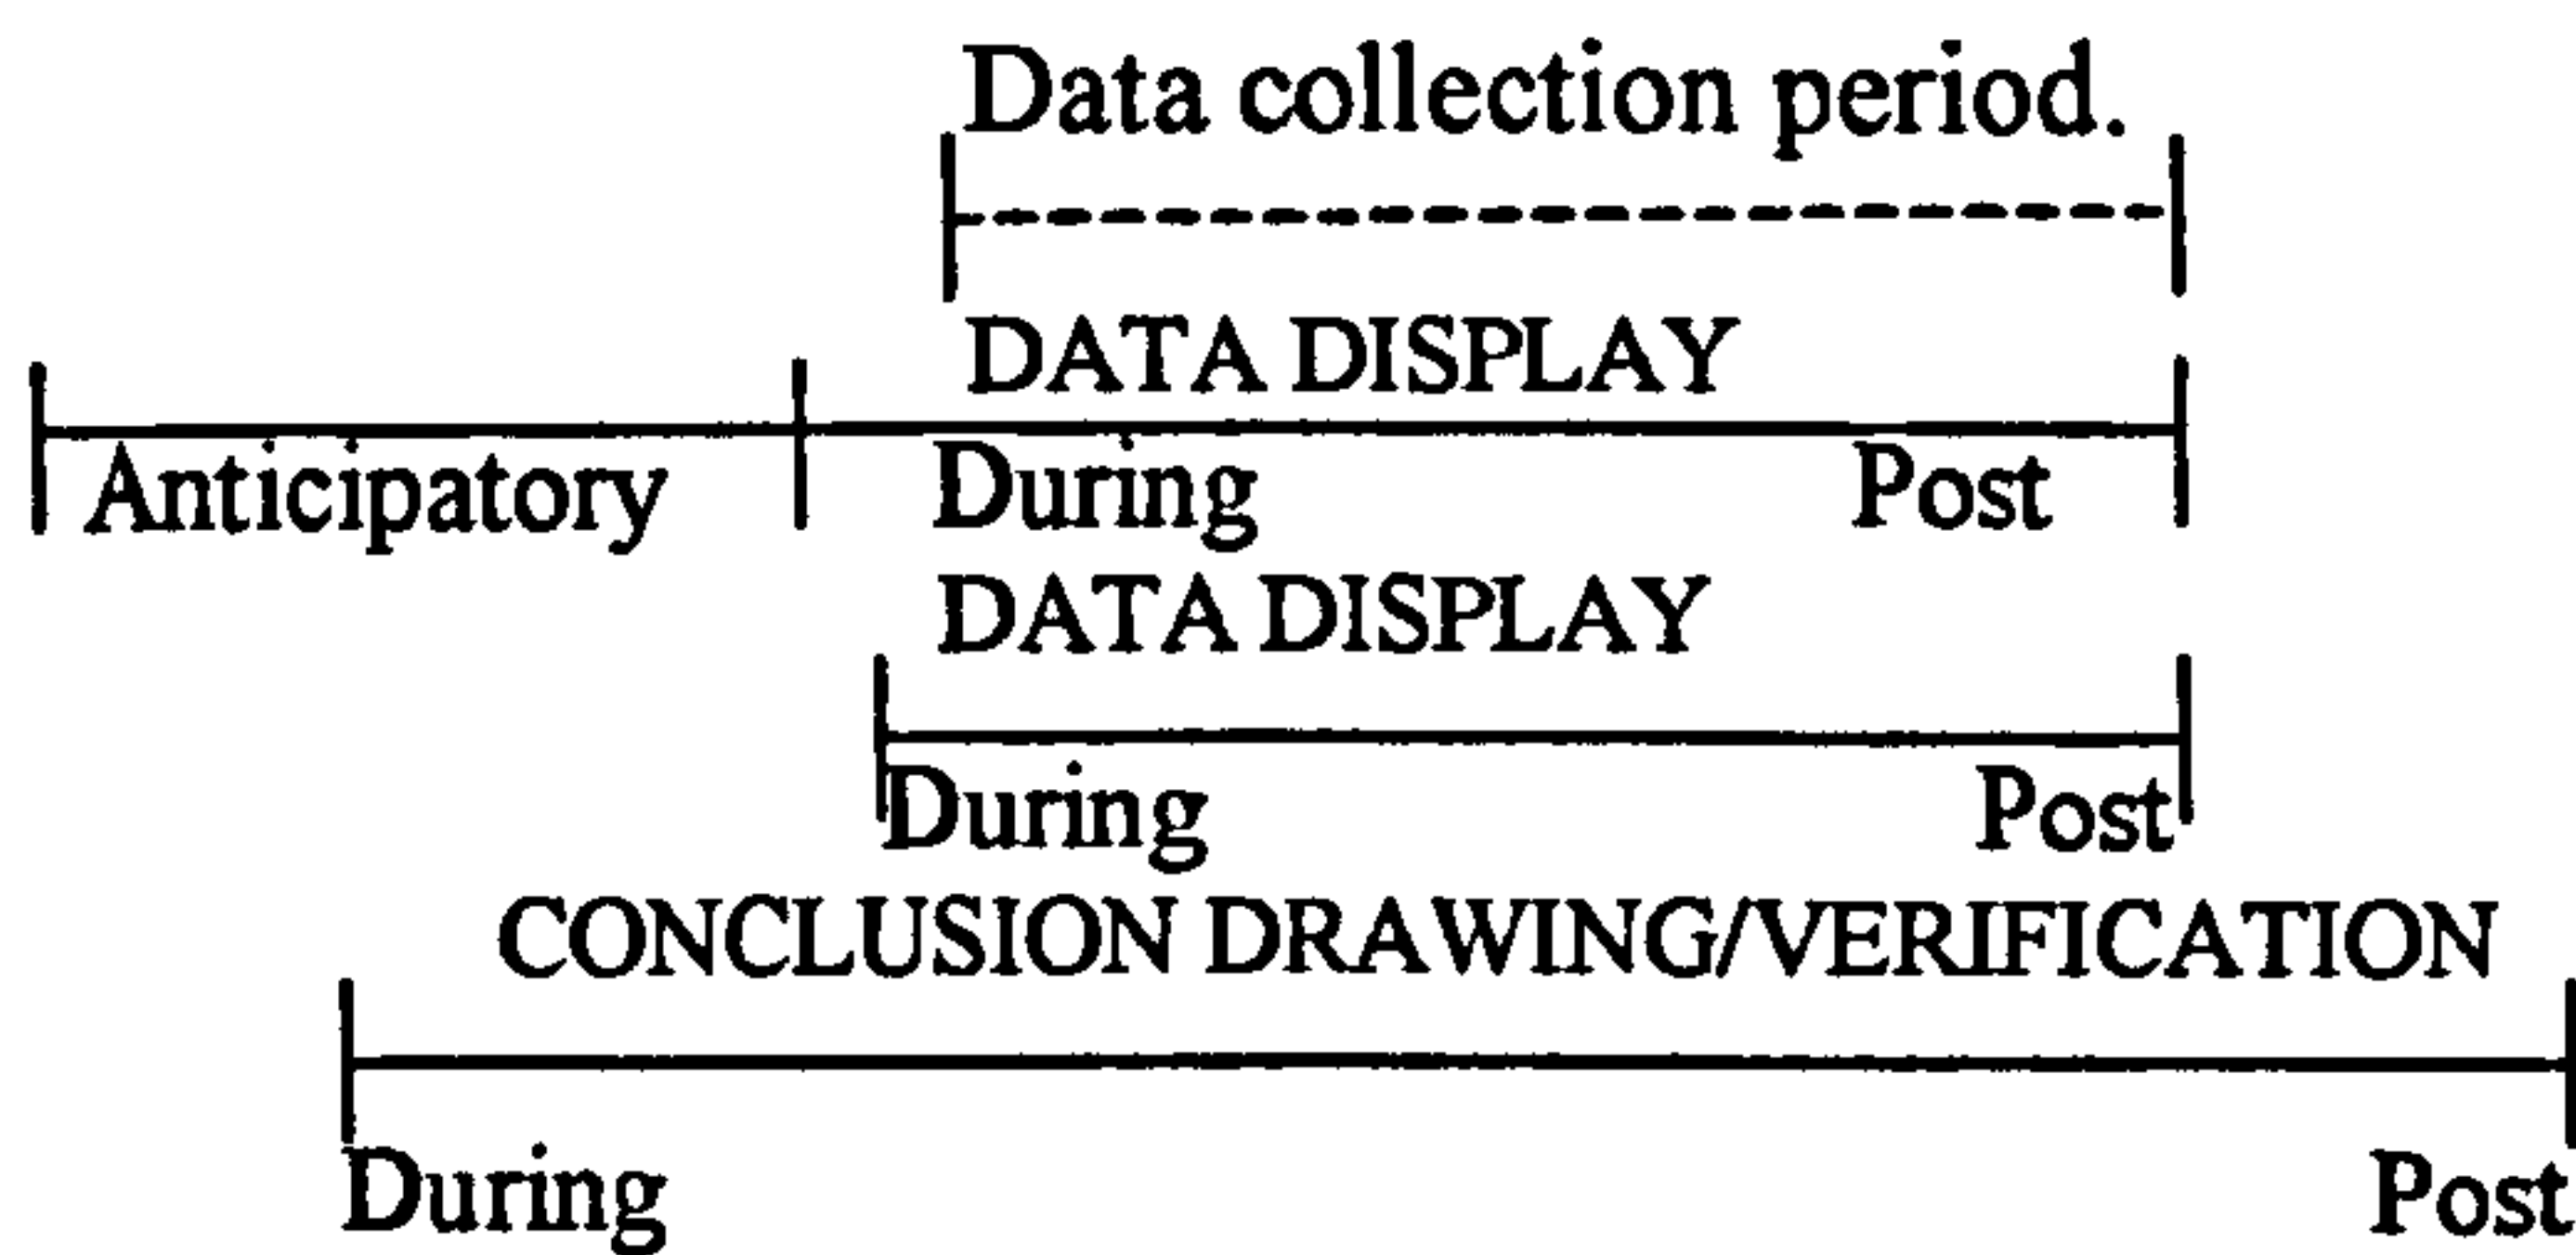 Data collection period.
DATA DISPLAY
Anticipatory During Post
DATA DISPLAY
During Post
CONCLUSION DRAWING/VERIFICATION
During Post